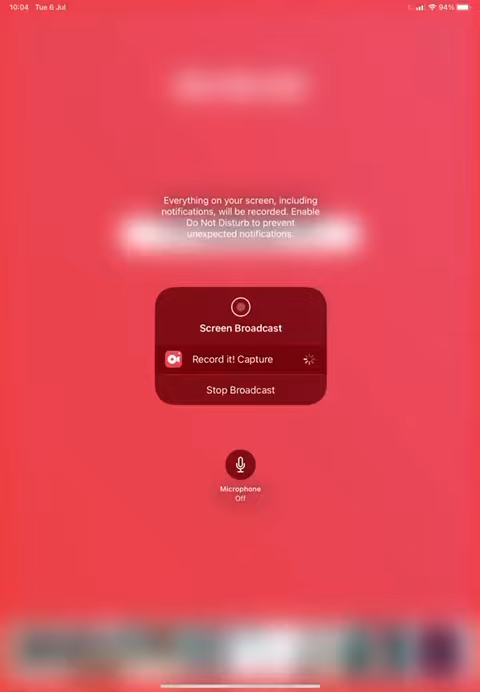 10:04 Tue 6 Jul 94%
Everything on your screen, including
notifications, will be recorded. Enable
Do Not Disturb to prevent
unexpected notifications.
Screen Broadcast
Record it! Capture
Stop Broadcast
Microphone
Off